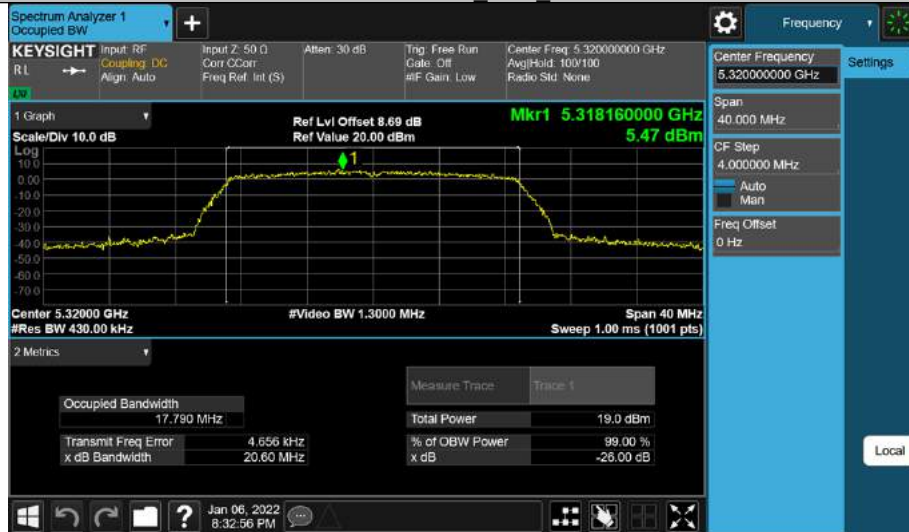 Spectrum Analyzer 1
Occupied BW
+
Frequency
KEYSIGHT
RL
Input: RF
Coupling: DC
Align: Auto
Input Z: 50 Ω
Corr CCorr
Freq Ref: Int (S)
Atten: 30 dB
Trig: Free Run
Gate: Off
#IF Gain: Low
Center Freq: 5.320000000 GHz
Avg|Hold: 100/100
Radio Std: None
Center Frequency
5.320000000 GHz
Settings
Span
40.000 MHz
CF Step
4.000000 MHz
Auto
Man
Freq Offset
0 Hz
Local
1 Graph
Scale/Div 10.0 dB
Ref Lvl Offset 8.69 dB
Ref Value 20.00 dBm
Mkr1 5.318160000 GHz
5.47 dBm
Log
10.0
0.00
-10.0
-20.0
-30.0
-40.0
-50.0
-60.0
-70.0
1
Center 5.32000 GHz
#Res BW 430.00 kHz
#Video BW 1.3000 MHz
Span 40 MHz
Sweep 1.00 ms (1001 pts)
2 Metrics
Measure Trace
Trace 1
Occupied Bandwidth
17.790 MHz
Total Power
19.0 dBm
Transmit Freq Error
4.656 kHz
% of OBW Power
99.00 %
x dB Bandwidth
20.60 MHz
x dB
-26.00 dB
?
Jan 06, 2022
8:32:56 PM